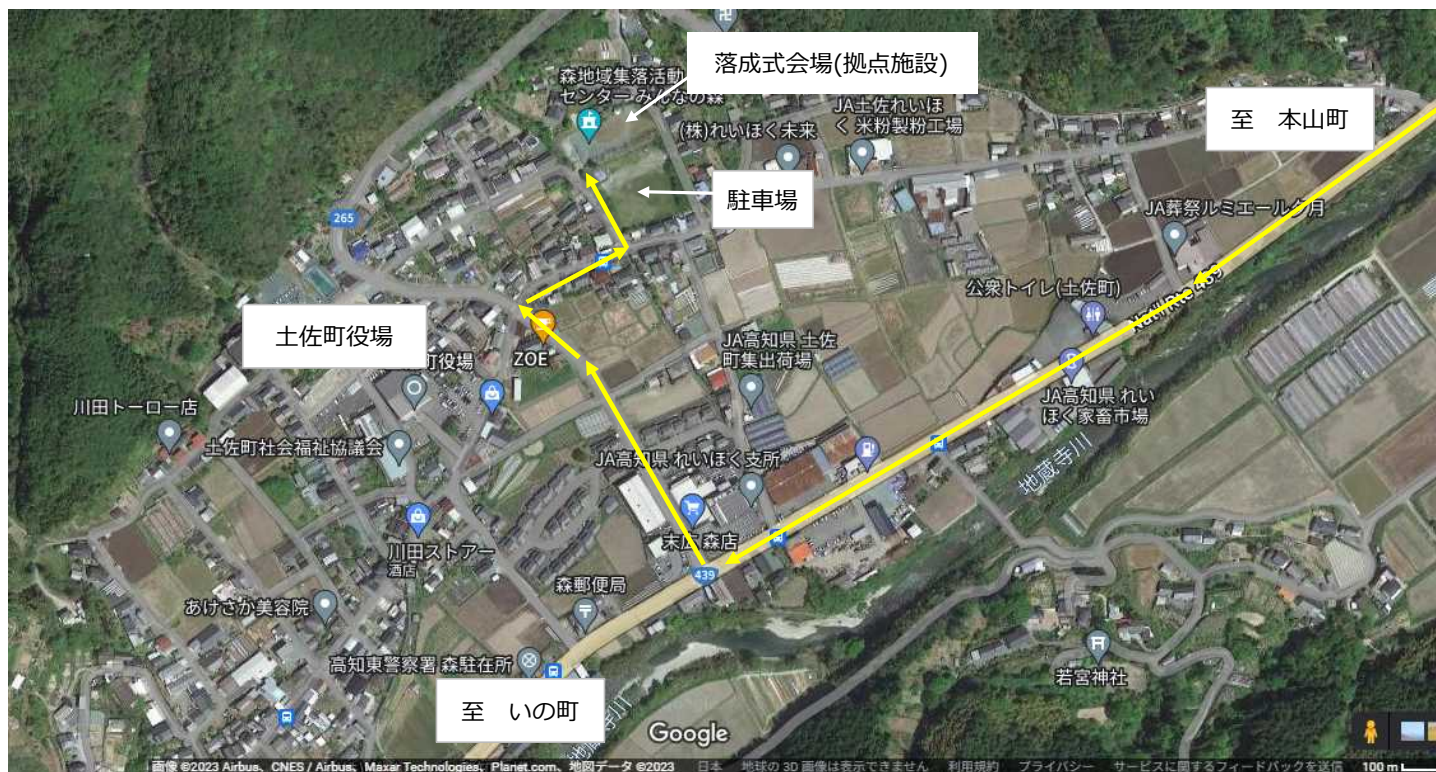 卍
落成式会場(拠点施設)
森地域集落活動
センター みんなの森
JA土佐れいほ
く 米粉製粉工場
(株)れいほく未来
至　本山町
駐車場
265
JA葬祭ルミエール夕月
Nat'l Rte 439
公衆トイレ(土佐町)
土佐町役場
町役場
ZOE
JA高知県 土佐
町集出荷場
JA高知県 れい
ほく家畜市場
川田トーロー店
土佐町社会福祉協議会
JA高知県 れいほく支所
地蔵寺川
末広 森店
川田ストアー
酒店
439
森郵便局
〒
あけさか美容院
高知東警察署 森駐在所
若宮神社
至　いの町
地蔵寺川
Google
画像 ©2023 Airbus、CNES / Airbus、Maxar Technologies、Planet.com、地図データ ©2023
日本
地球の 3D 画像は表示できません
利用規約
プライバシー
サービスに関するフィードバックを送信
100 m